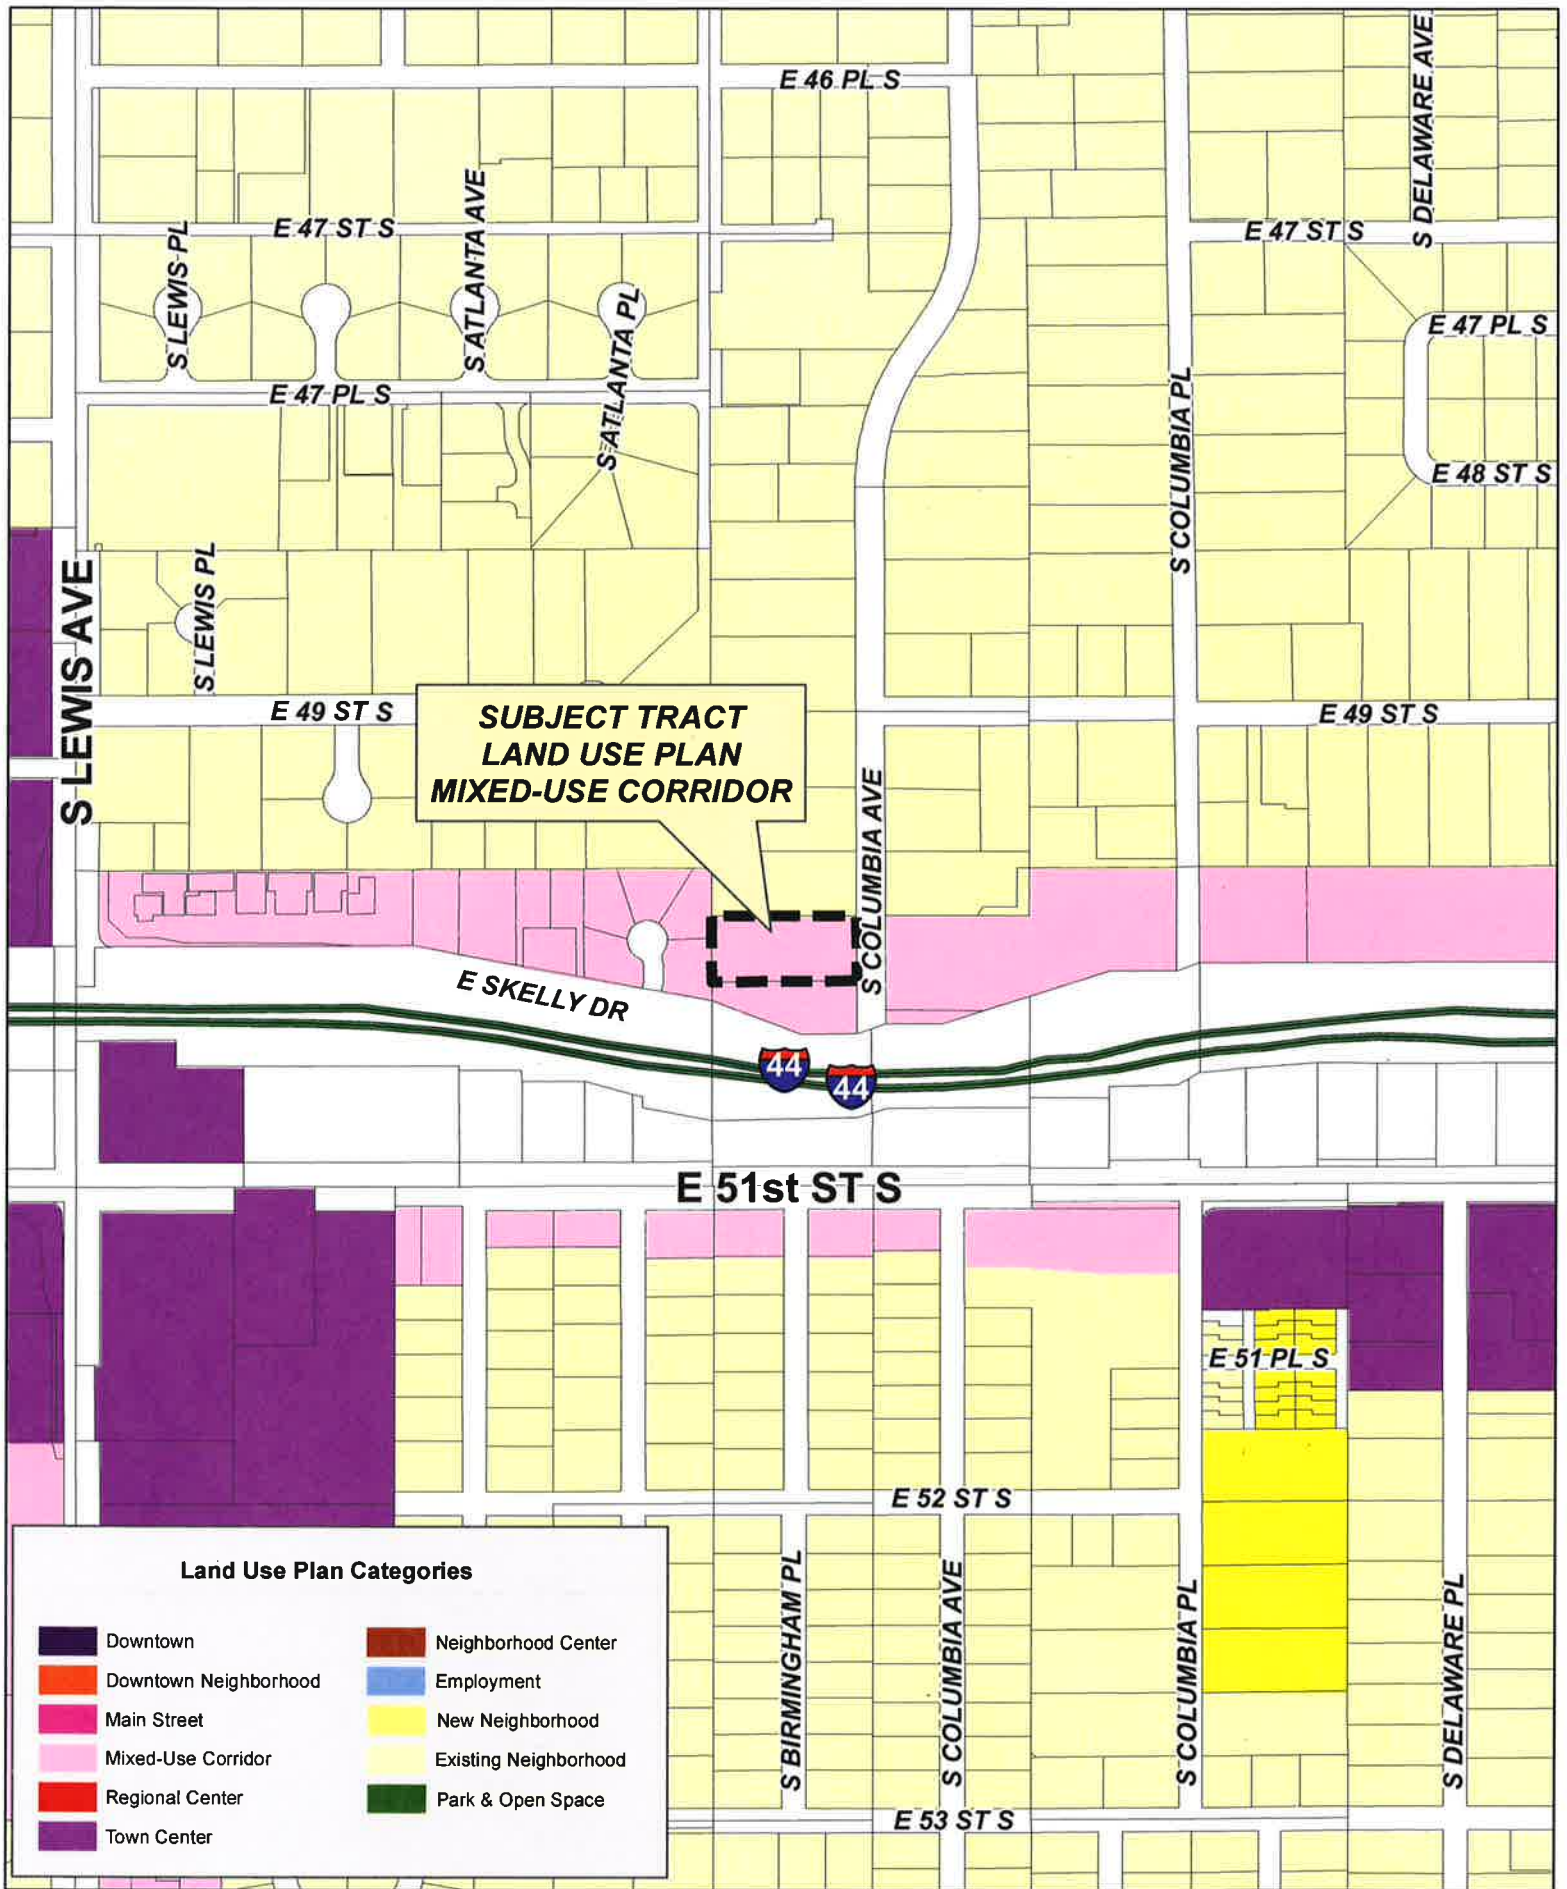 E 46 PL S
S DELAWARE AVE
E 47 ST S
S LEWIS PL
S ATLANTA AVE
S ATLANTA PL
E 47 ST S
E 47 PL S
E 47 PL S
S COLUMBIA PL
E 48 ST S
S LEWIS AVE
S LEWIS PL
E 49 ST S
SUBJECT TRACT
LAND USE PLAN
MIXED-USE CORRIDOR
E 49 ST S
S COLUMBIA AVE
E SKELLY DR
44
44
E 51st ST S
E 51 PL S
E 52 ST S
S BIRMINGHAM PL
S COLUMBIA AVE
S COLUMBIA PL
S DELAWARE PL
E 53 ST S
Land Use Plan Categories
Downtown
Downtown Neighborhood
Main Street
Mixed-Use Corridor
Regional Center
Town Center
Neighborhood Center
Employment
New Neighborhood
Existing Neighborhood
Park & Open Space